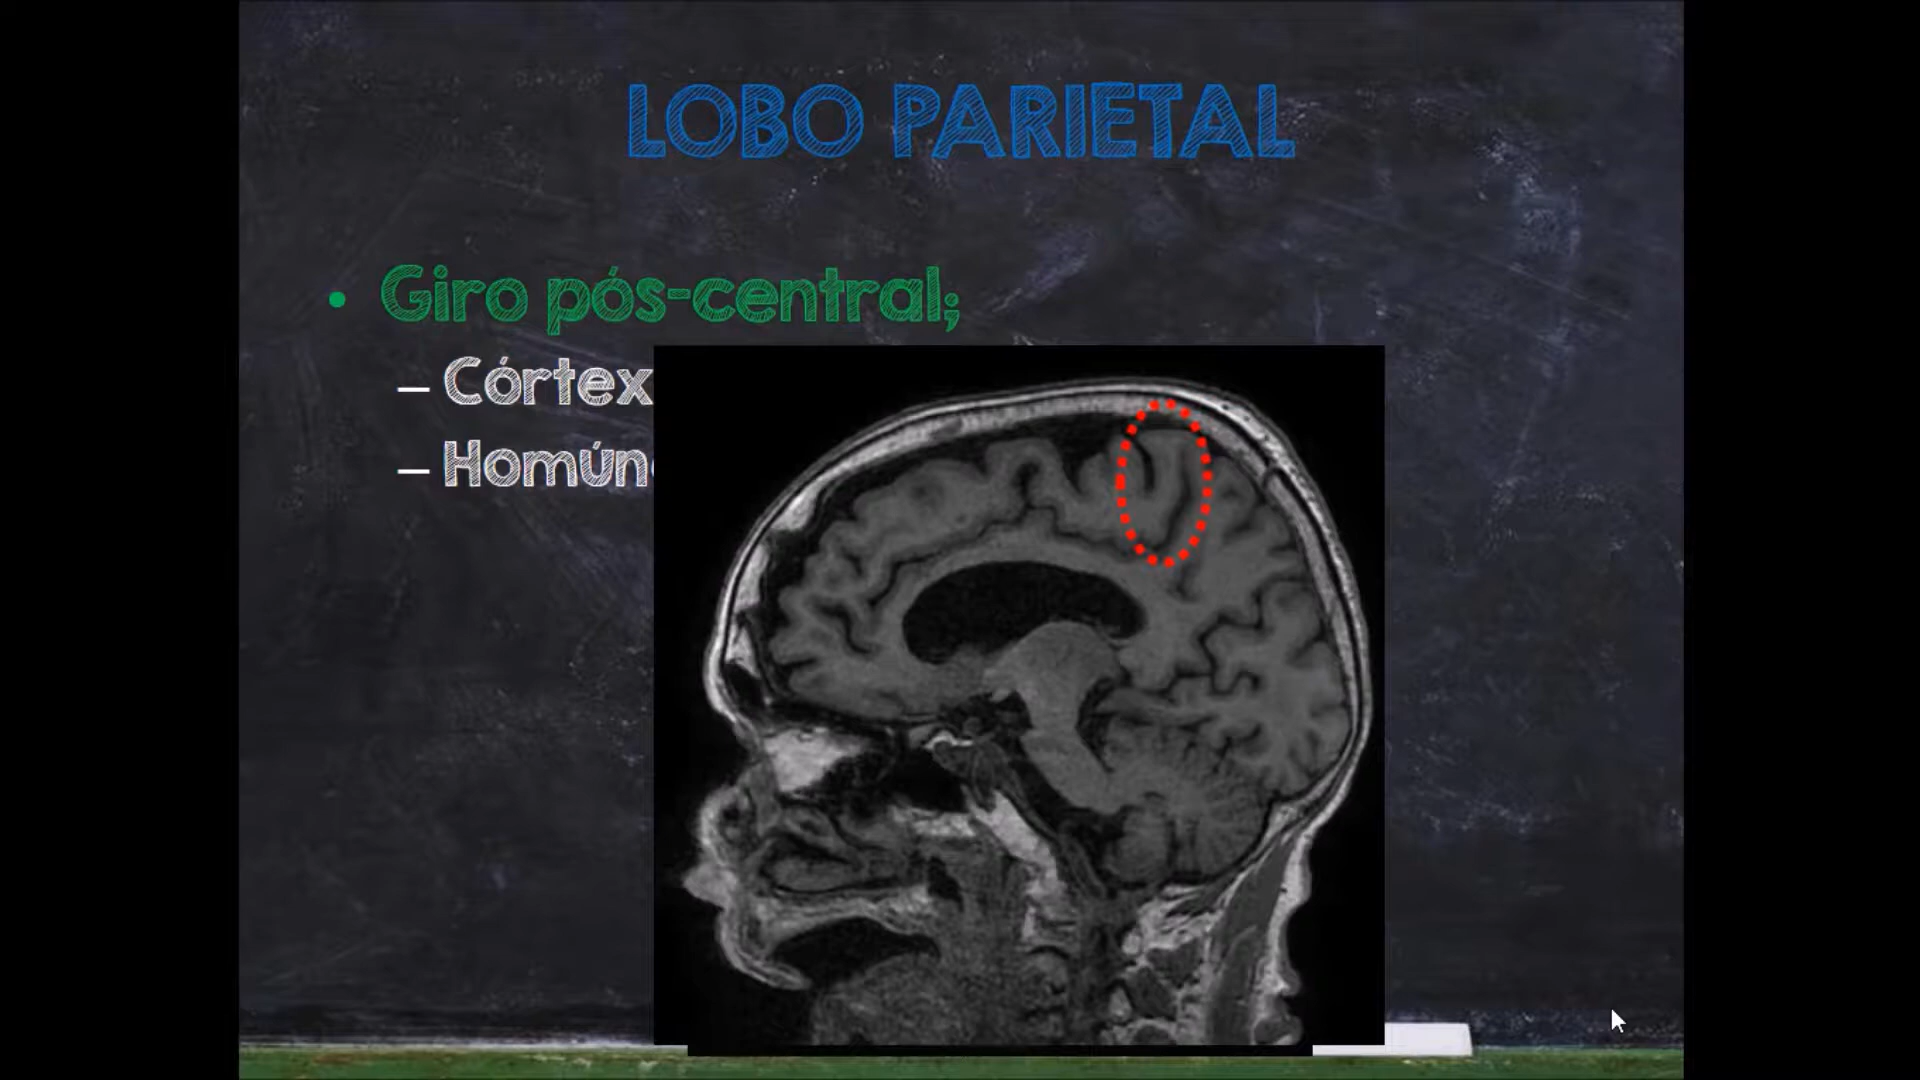 LOBO PARIETAL
• Giro pós-central;
– Córtex
– Homún